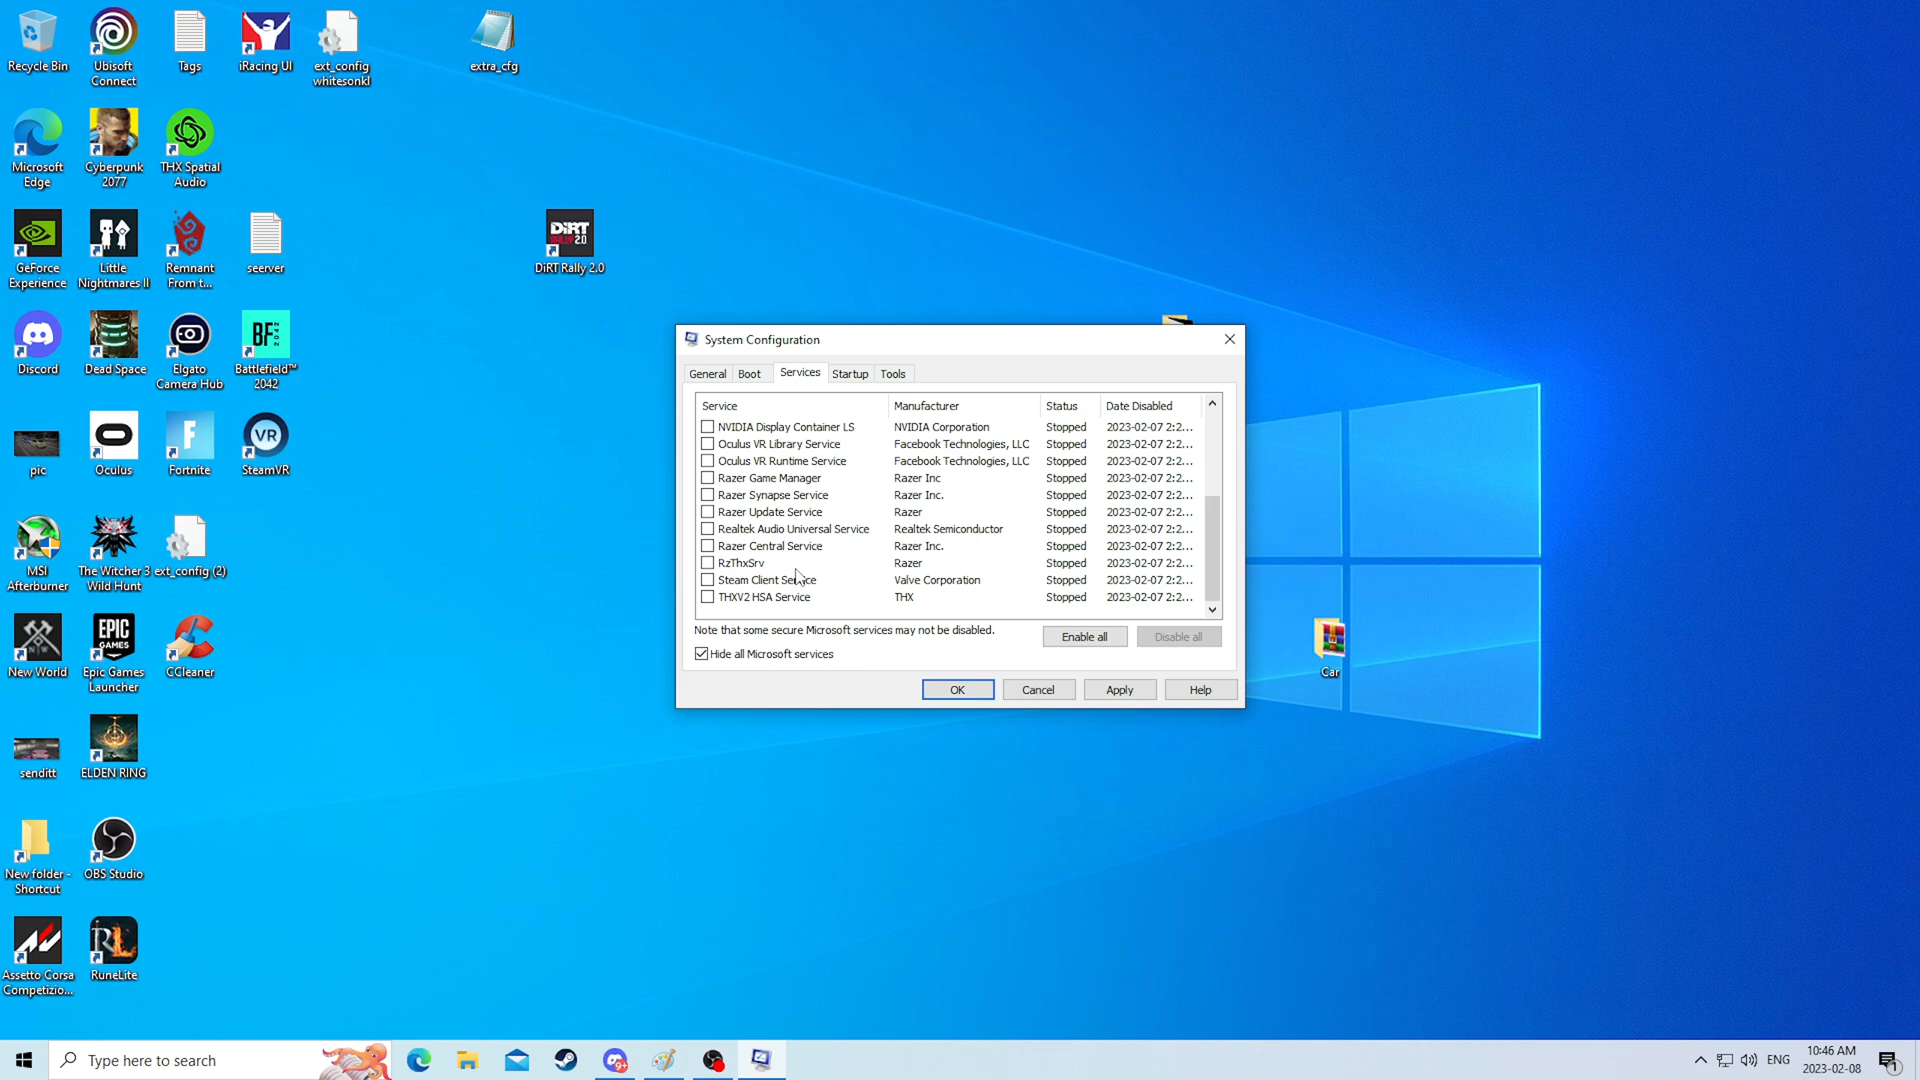 Recycle Bin
Ubisoft
Connect
Tags
iRacing UI
ext_config
whitesonkl
extra_cfg
Microsoft
Edge
Cyberpunk
2077
THX Spatial
Audio
GeForce
Experience
Little
Nightmares II
Remnant
From t...
seerver
DiRT
RALLY 2.0
DiRT Rally 2.0
Discord
Dead Space
Elgato
Camera Hub
BF:
2042
Battlefield™
2042
pic
Oculus
Fortnite
VR
SteamVR
MSI
Afterburner
The Witcher 3
Wild Hunt
ext_config (2)
New World
EPIC
GAMES
Epic Games
Launcher
CCleaner
senditt
ELDEN RING
New folder -
Shortcut
OBS Studio
Assetto Corsa
Competizio...
RL
RuneLite
Car
System Configuration
General Boot Services Startup Tools
Service Manufacturer Status Date Disabled
NVIDIA Display Container LS NVIDIA Corporation Stopped 2023-02-07 2:2...
Oculus VR Library Service Facebook Technologies, LLC Stopped 2023-02-07 2:2...
Oculus VR Runtime Service Facebook Technologies, LLC Stopped 2023-02-07 2:2...
Razer Game Manager Razer Inc Stopped 2023-02-07 2:2...
Razer Synapse Service Razer Inc. Stopped 2023-02-07 2:2...
Razer Update Service Razer Stopped 2023-02-07 2:2...
Realtek Audio Universal Service Realtek Semiconductor Stopped 2023-02-07 2:2...
Razer Central Service Razer Inc. Stopped 2023-02-07 2:2...
RzThxSrv Razer Stopped 2023-02-07 2:2...
Steam Client Service Valve Corporation Stopped 2023-02-07 2:2...
THXV2 HSA Service THX Stopped 2023-02-07 2:2...
Note that some secure Microsoft services may not be disabled.
Enable all Disable all
Hide all Microsoft services
OK Cancel Apply Help
Type here to search
9+
ENG
10:46 AM
2023-02-08
1